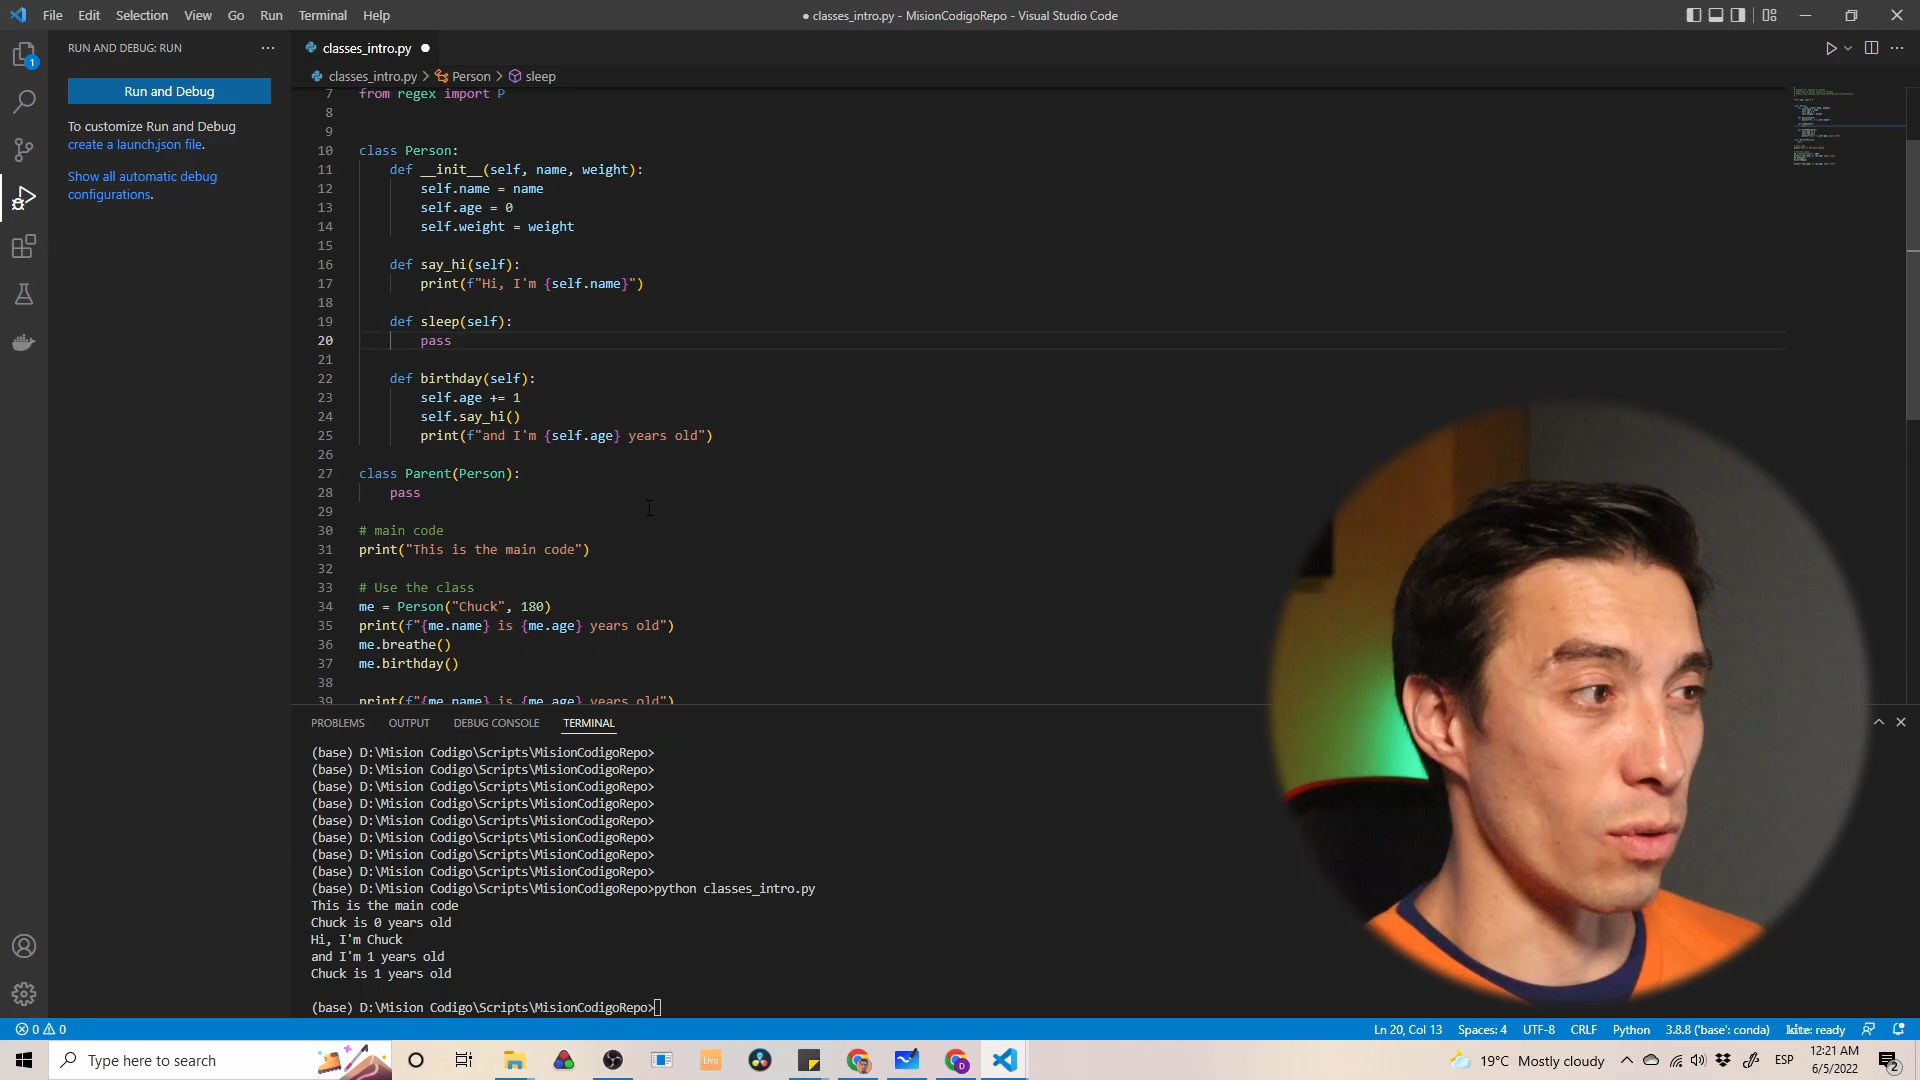 File Edit Selection View Go Run Terminal Help
● classes_intro.py - MisionCodigoRepo - Visual Studio Code
RUN AND DEBUG: RUN
Run and Debug
To customize Run and Debug
create a launch.json file.
Show all automatic debug
configurations.
1
classes_intro.py
classes_intro.py > Person > sleep
7 from regex import P
8
9
10 class Person:
11 def __init__(self, name, weight):
12 self.name = name
13 self.age = 0
14 self.weight = weight
15
16 def say_hi(self):
17 print(f"Hi, I'm {self.name}")
18
19 def sleep(self):
20 pass
21
22 def birthday(self):
23 self.age += 1
24 self.say_hi()
25 print(f"and I'm {self.age} years old")
26
27 class Parent(Person):
28 pass
29
30 # main code
31 print("This is the main code")
32
33 # Use the class
34 me = Person("Chuck", 180)
35 print(f"{me.name} is {me.age} years old")
36 me.breathe()
37 me.birthday()
38
39 print(f"{me.name} is {me.age} years old")
PROBLEMS OUTPUT DEBUG CONSOLE TERMINAL
(base) D:\Mision Codigo\Scripts\MisionCodigoRepo>
(base) D:\Mision Codigo\Scripts\MisionCodigoRepo>
(base) D:\Mision Codigo\Scripts\MisionCodigoRepo>
(base) D:\Mision Codigo\Scripts\MisionCodigoRepo>
(base) D:\Mision Codigo\Scripts\MisionCodigoRepo>
(base) D:\Mision Codigo\Scripts\MisionCodigoRepo>
(base) D:\Mision Codigo\Scripts\MisionCodigoRepo>
(base) D:\Mision Codigo\Scripts\MisionCodigoRepo>
(base) D:\Mision Codigo\Scripts\MisionCodigoRepo>python classes_intro.py
This is the main code
Chuck is 0 years old
Hi, I'm Chuck
and I'm 1 years old
Chuck is 1 years old
(base) D:\Mision Codigo\Scripts\MisionCodigoRepo>
0 0
Ln 20, Col 13 Spaces: 4 UTF-8 CRLF Python 3.8.8 ('base': conda) kite: ready
Type here to search
Live
D
19°C Mostly cloudy
ESP
12:21 AM
6/5/2022
2